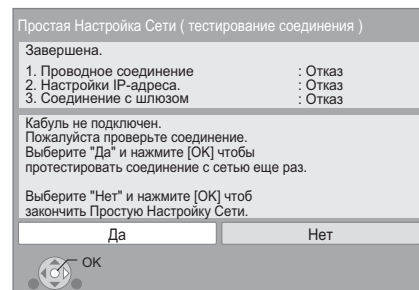 Простая Настройка Сети ( тестирование соединения )
Завершена.
1. Проводное соединение : Отказ
2. Настройки IP-адреса. : Отказ
3. Соединение с шлюзом : Отказ
Кабуль не подключен.
Пожалуйста проверьте соединение.
Выберите "Да" и нажмите [OK] чтобы
протестировать соединение с сетью еще раз.
Выберите "Нет" и нажмите [OK] чтоб
закончить Простую Настройку Сети.
Да Нет
OK